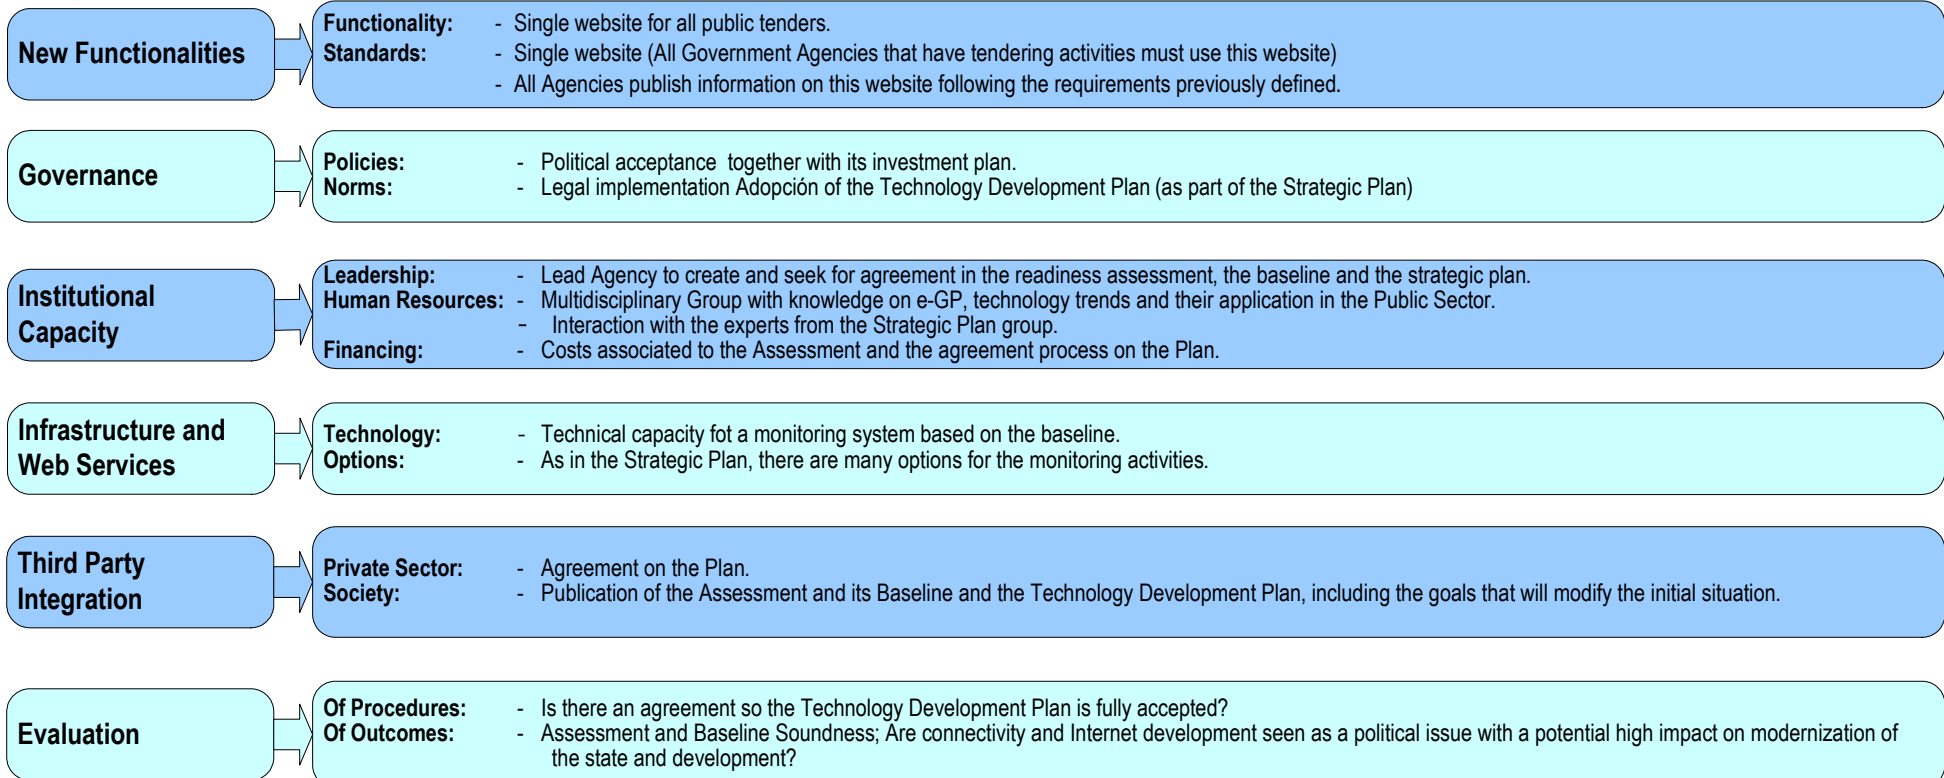 New Functionalities
Functionality: - Single website for all public tenders.
Standards: - Single website (All Government Agencies that have tendering activities must use this website)
- All Agencies publish information on this website following the requirements previously defined.
Governance
Policies: - Political acceptance together with its investment plan.
Norms: - Legal implementation Adopción of the Technology Development Plan (as part of the Strategic Plan)
Institutional
Capacity
Leadership: - Lead Agency to create and seek for agreement in the readiness assessment, the baseline and the strategic plan.
Human Resources: - Multidisciplinary Group with knowledge on e-GP, technology trends and their application in the Public Sector.
- Interaction with the experts from the Strategic Plan group.
Financing: - Costs associated to the Assessment and the agreement process on the Plan.
Infrastructure and
Web Services
Technology: - Technical capacity fot a monitoring system based on the baseline.
Options: - As in the Strategic Plan, there are many options for the monitoring activities.
Third Party
Integration
Private Sector: - Agreement on the Plan.
Society: - Publication of the Assessment and its Baseline and the Technology Development Plan, including the goals that will modify the initial situation.
Evaluation
Of Procedures: - Is there an agreement so the Technology Development Plan is fully accepted?
Of Outcomes: - Assessment and Baseline Soundness; Are connectivity and Internet development seen as a political issue with a potential high impact on modernization of
the state and development?